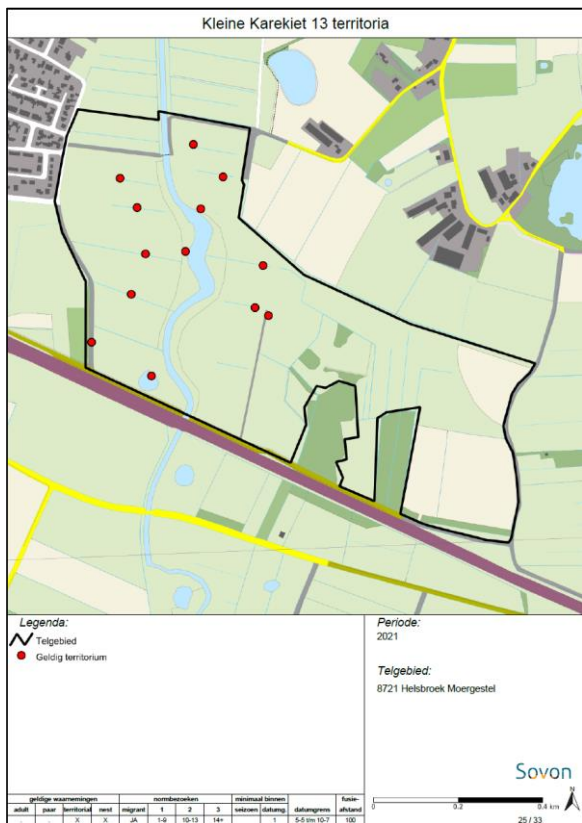 Kleine Karekiet 13 territoria
Legenda:
Telgebied
Geldig territorium
Periode:
2021
Telgebied:
8721 Helsbroek Moergestel
Sovon
0 0.2 0.4 km
N
25 / 33
geldige waarnemingen normbezoeken minimaal binnen fusie-
adult paar territorial nest migrant 1 2 3 seizoen datumg. datumgrens afstand
. . X X JA 1-9 10-13 14+ . 1 5-5 t/m 10-7 100